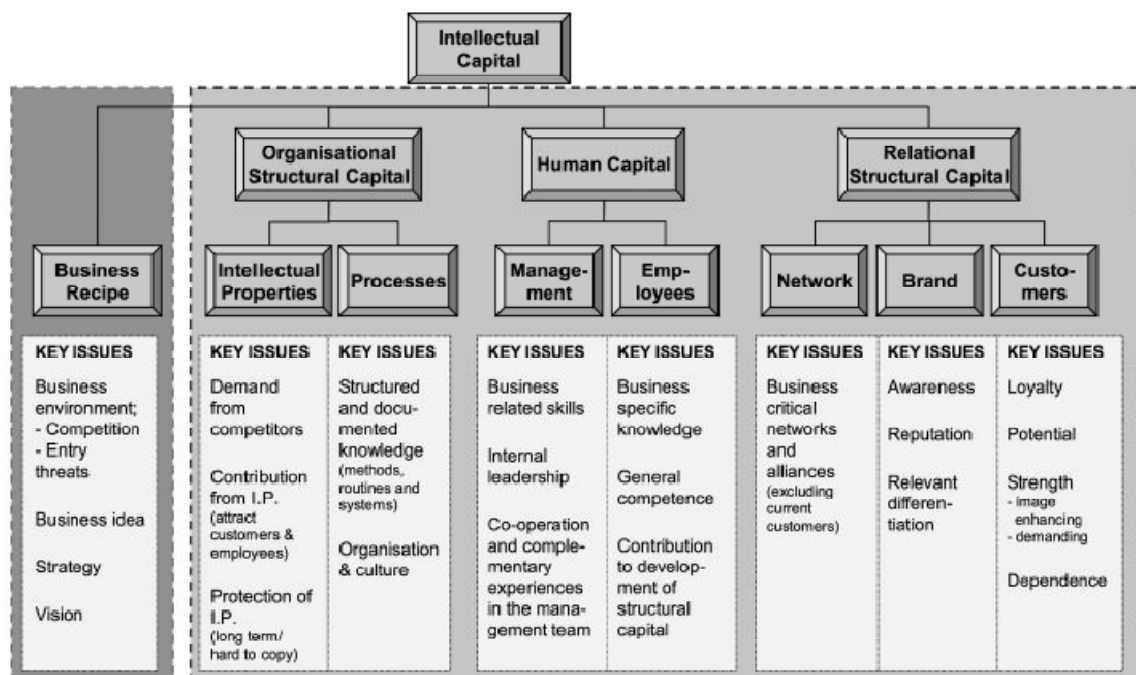 Intellectual
Capital
Organisational
Structural Capital
Human Capital
Relational
Structural Capital
Business
Recipe
Intellectual
Properties
Processes
Manage-
ment
Emp-
loyees
Network
Brand
Custo-
mers
KEY ISSUES
Business
environment;
- Competition
- Entry
threats
Business idea
Strategy
Vision
KEY ISSUES
Demand
from
competitors
Contribution
from I.P.
(attract
customers &
employees)
Protection of
I.P.
(long term/
hard to copy)
KEY ISSUES
Structured
and docu-
mented
knowledge
(methods,
routines and
systems)
Organisation
& culture
KEY ISSUES
Business
related skills
Internal
leadership
Co-operation
and comple-
mentary
experiences
in the mana-
gement team
KEY ISSUES
Business
specific
knowledge
General
competence
Contribution
to develop-
ment of
structural
capital
KEY ISSUES
Business
critical
networks
and
alliances
(excluding
current
customers)
KEY ISSUES
Awareness
Reputation
Relevant
differen-
tiation
KEY ISSUES
Loyalty
Potential
Strength
- image
enhancing
- demanding
Dependence